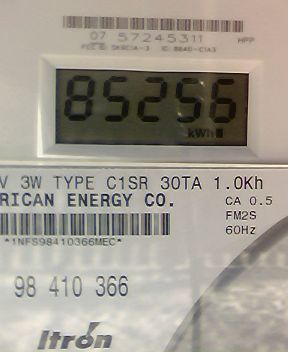 07 57245311 HPP
85256
kWh
V 3W TYPE C1SR 30TA 1.0Kh
RICAN ENERGY CO. CA 0.5
FM2S
*1NFS98410366MEC* 60Hz
98 410 366
Itron